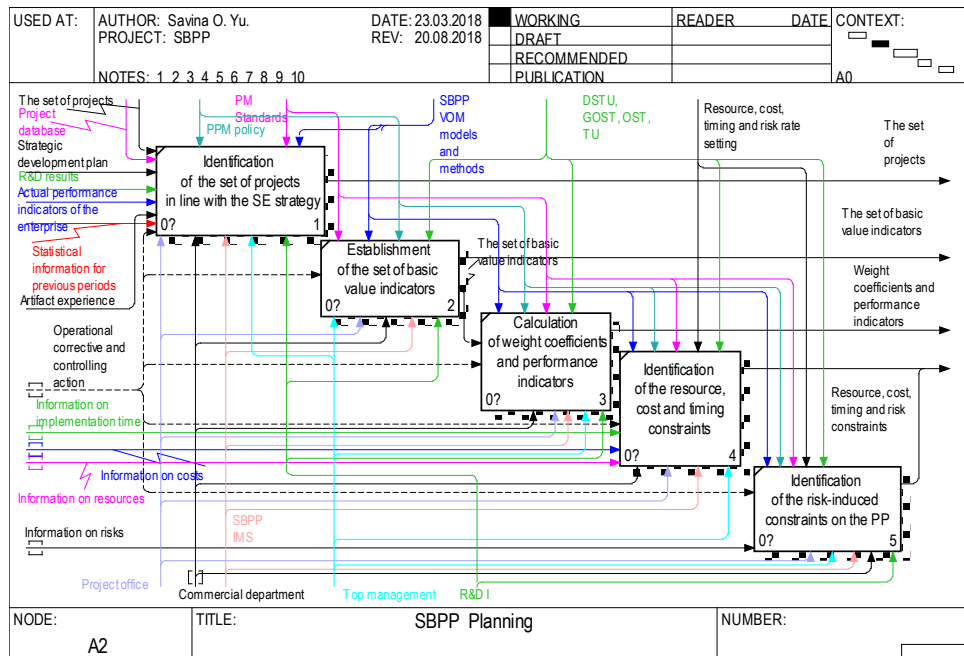 USED AT:
AUTHOR: Savina O. Yu.
DATE: 23.03.2018
PROJECT: SBPP
REV: 20.08.2018
NOTES: 1 2 3 4 5 6 7 8 9 10
WORKING
DRAFT
RECOMMENDED
PUBLICATION
READER
DATE
CONTEXT:
A0
The set of projects
Project
database
Strategic
development plan
R&D results
Actual performance
indicators of the
enterprise
Statistical
information for
previous periods
Artifact experience
Operational
corrective and
controlling
action
Information on
implementation time
Information on costs
Information on resources
Information on risks
PPM policy
PM
Standards
SBPP
VOM
models
and
methods
DSTU,
GOST, OST,
TU
Resource, cost,
timing and risk rate
setting
Identification
of the set of projects
in line with the SE strategy
0?
1
Establishment
of the set of basic
value indicators
0?
2
The set of basic
value indicators
Calculation
of weight coefficients
and performance
indicators
0?
3
Identification
of the resource,
cost and timing
constraints
0?
4
Identification
of the risk-induced
constraints on the PP
0?
5
The set
of
projects
The set of basic
value indicators
Weight
coefficients and
performance
indicators
Resource, cost,
timing and risk
constraints
Project office
Commercial department
SBPP
IMS
Top management
R&D I
NODE:
A2
TITLE:
SBPP Planning
NUMBER: